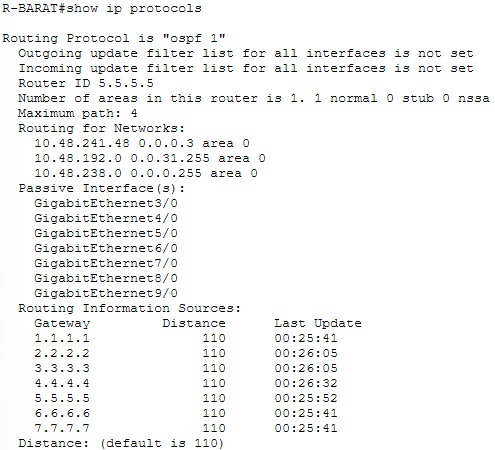 R-BARAT#show ip protocols
Routing Protocol is "ospf 1"
Outgoing update filter list for all interfaces is not set
Incoming update filter list for all interfaces is not set
Router ID 5.5.5.5
Number of areas in this router is 1. 1 normal 0 stub 0 nssa
Maximum path: 4
Routing for Networks:
10.48.241.48 0.0.0.3 area 0
10.48.192.0 0.0.31.255 area 0
10.48.238.0 0.0.0.255 area 0
Passive Interface(s):
GigabitEthernet3/0
GigabitEthernet4/0
GigabitEthernet5/0
GigabitEthernet6/0
GigabitEthernet7/0
GigabitEthernet8/0
GigabitEthernet9/0
Routing Information Sources:
Gateway Distance Last Update
1.1.1.1 110 00:25:41
2.2.2.2 110 00:26:05
3.3.3.3 110 00:26:05
4.4.4.4 110 00:26:32
5.5.5.5 110 00:25:52
6.6.6.6 110 00:25:41
7.7.7.7 110 00:25:41
Distance: (default is 110)